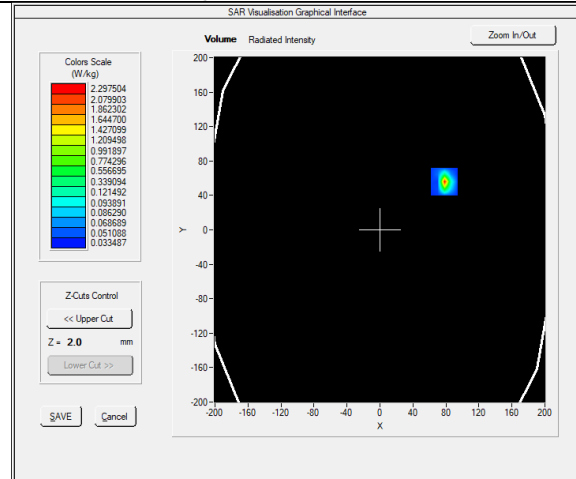 SAR Visualisation Graphical Interface
Volume Radiated Intensity
Zoom In/Out
Colors Scale
(W/kg)
2.297504
2.079903
1.862302
1.644700
1.427099
1.209498
0.991897
0.774296
0.556695
0.339094
0.121492
0.093891
0.086290
0.068689
0.051088
0.033487
Z-Cuts Control
<< Upper Cut
Z = 2.0 mm
Lower Cut >>
SAVE Cancel
200
160
120
80
40
0
-40
-80
-120
-160
-200
Y
-200 -160 -120 -80 -40 0 40 80 120 160 200
X